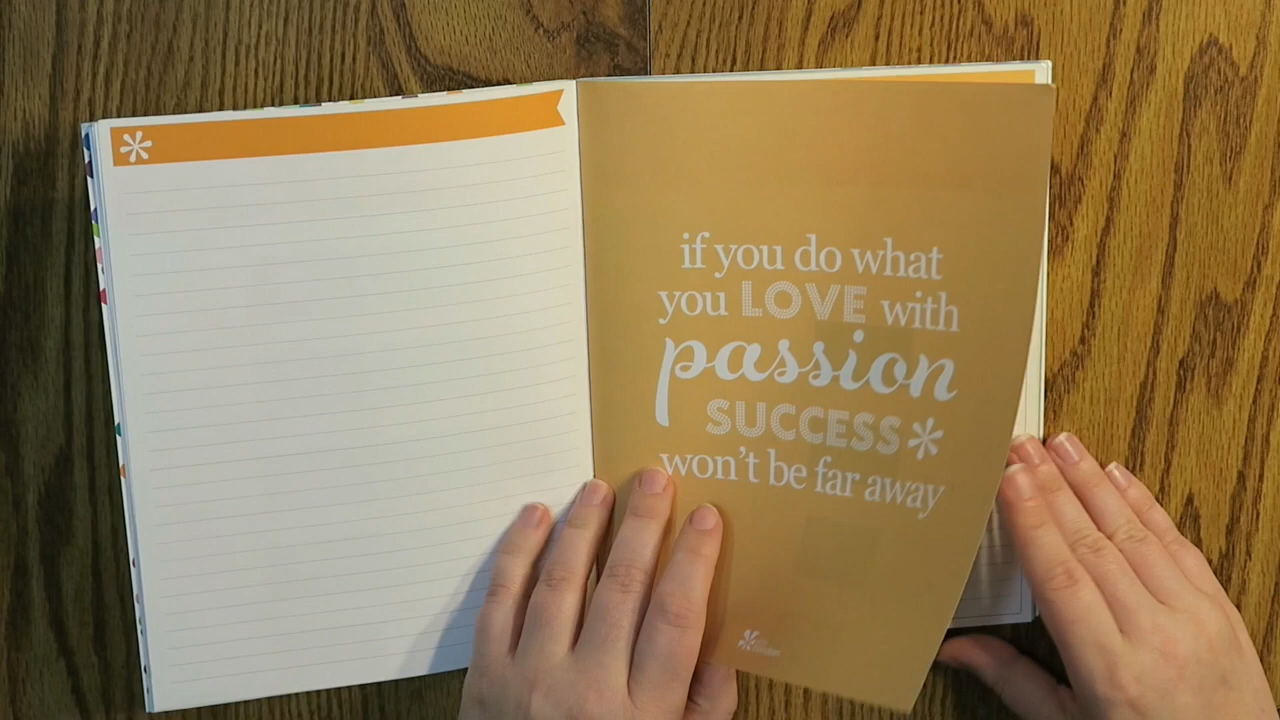 if you do what
you LOVE with
passion
SUCCESS*
won't be far away